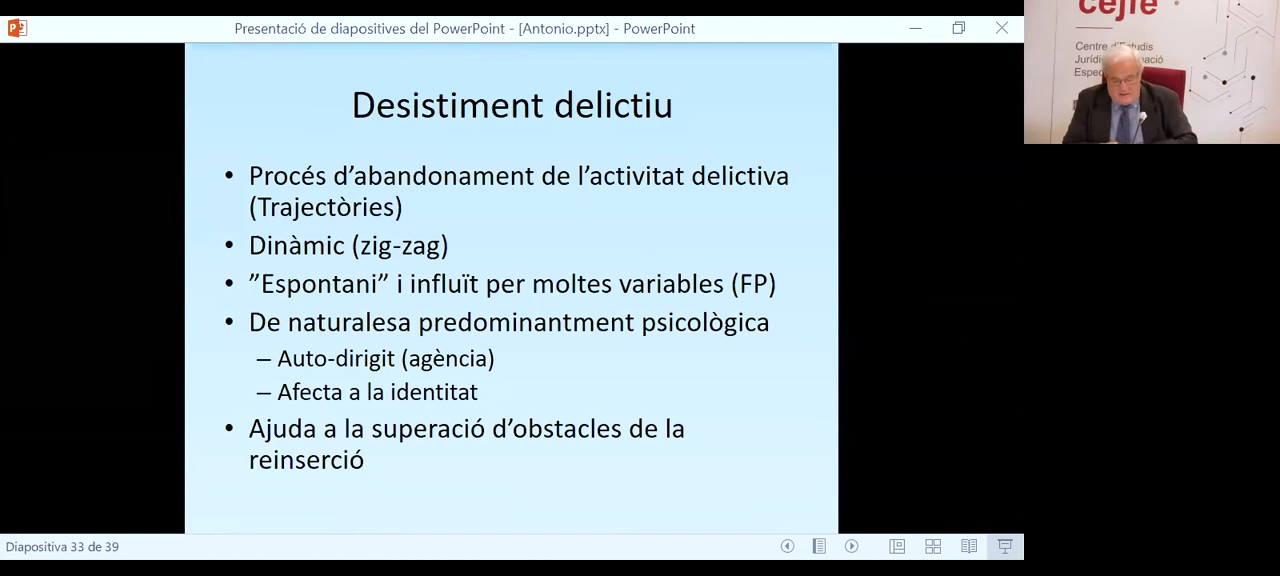 Presentació de diapositives del PowerPoint - [Antonio.pptx] - PowerPoint
cejfe
Centre d'Estudis
Desistiment delictiu
• Procés d'abandonament de l'activitat delictiva
(Trajectòries)
• Dinàmic (zig-zag)
• ”Espontani” i influït per moltes variables (FP)
• De naturalesa predominantment psicològica
– Auto-dirigit (agència)
– Afecta a la identitat
• Ajuda a la superació d'obstacles de la
reinserció
Diapositiva 33 de 39